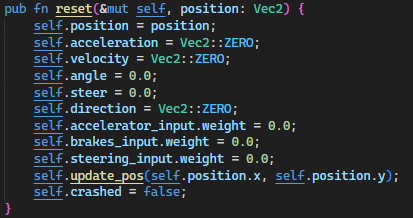 pub fn reset(&mut self, position: Vec2) {
    self.position = position;
    self.acceleration = Vec2::ZERO;
    self.velocity = Vec2::ZERO;
    self.angle = 0.0;
    self.steer = 0.0;
    self.direction = Vec2::ZERO;
    self.accelerator_input.weight = 0.0;
    self.brakes_input.weight = 0.0;
    self.steering_input.weight = 0.0;
    self.update_pos(self.position.x, self.position.y);
    self.crashed = false;
}